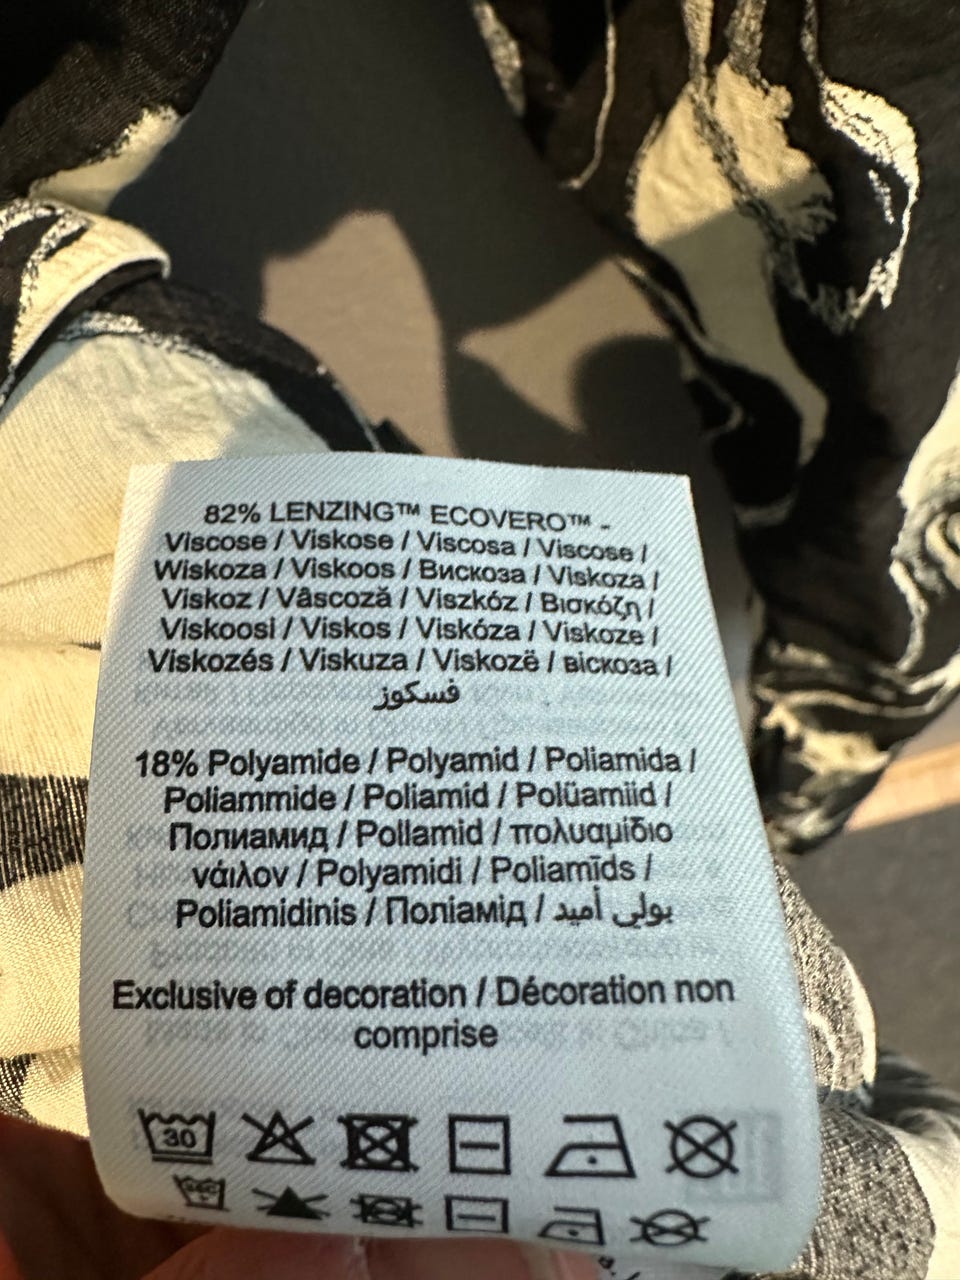 82% LENZING™ ECOVERO™ -
Viscose / Viskose / Viscosa / Viscose /
Wiskoza / Viskoos / Вискоза / Viskoza /
Viskoz / Vâscoză / Viszkóz / Βισκόζη /
Viskoosi / Viskos / Viskóza / Viskoze /
Viskozés / Viskuza / Viskozë / віскоза /
فسكوز
18% Polyamide / Polyamid / Poliamida /
Poliammide / Poliamid / Polüamiid /
Полиамид / Poliamid / πολυαμίδιο
νάιλον / Polyamidi / Poliamīds /
Poliamidinis / Поліамід / بولي أميد
Exclusive of decoration / Décoration non
comprise
30